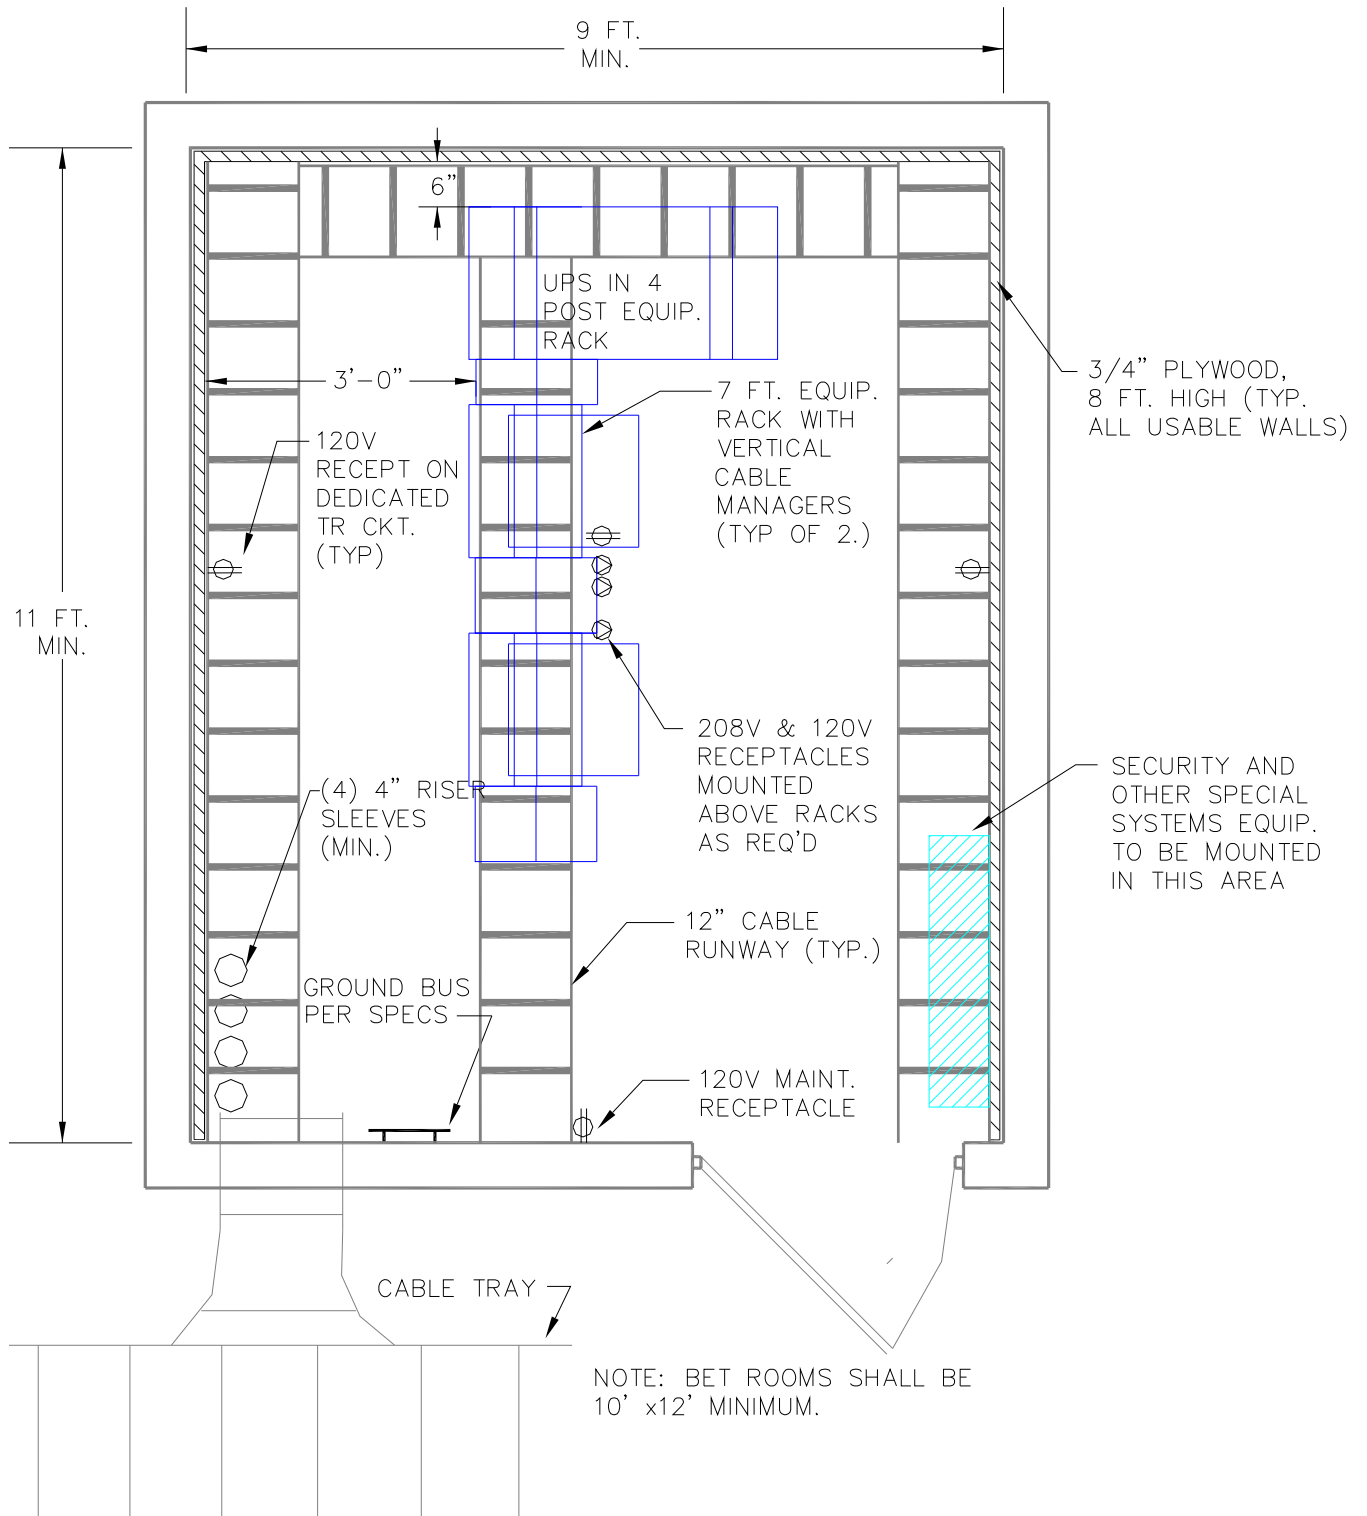 9 FT.
MIN.
6”
UPS IN 4
POST EQUIP.
RACK
3'-0”
3/4” PLYWOOD,
8 FT. HIGH (TYP.
ALL USABLE WALLS)
7 FT. EQUIP.
RACK WITH
VERTICAL
CABLE
MANAGERS
(TYP OF 2.)
120V
RECEPT ON
DEDICATED
TR CKT.
(TYP)
11 FT.
MIN.
208V & 120V
RECEPTACLES
MOUNTED
ABOVE RACKS
AS REQ'D
SECURITY AND
OTHER SPECIAL
SYSTEMS EQUIP.
TO BE MOUNTED
IN THIS AREA
(4) 4” RISER
SLEEVES
(MIN.)
12” CABLE
RUNWAY (TYP.)
GROUND BUS
PER SPECS
120V MAINT.
RECEPTACLE
CABLE TRAY
NOTE: BET ROOMS SHALL BE
10' x12' MINIMUM.